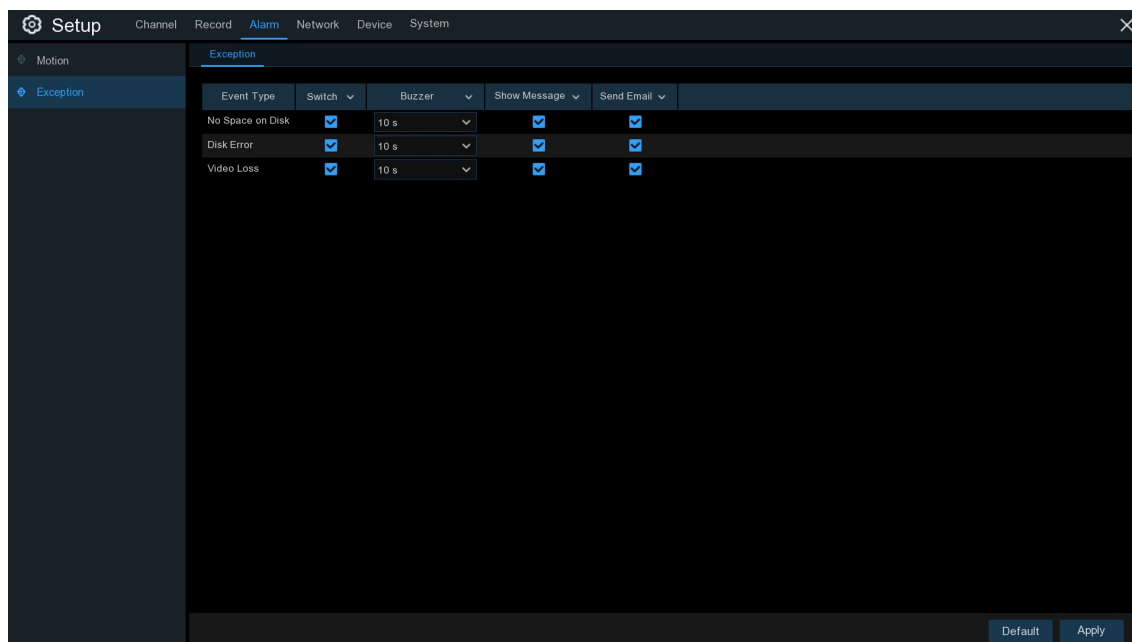 Setup Channel Record Alarm Network Device System
Motion
Exception
Exception
Event Type Switch Buzzer Show Message Send Email
No Space on Disk 10 s
Disk Error 10 s
Video Loss 10 s
Default Apply